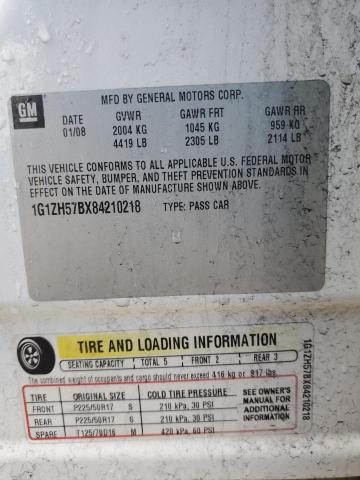 GM
MFD BY GENERAL MOTORS CORP.
DATE GVWR GAWR FRT GAWR RR
01/08 2004 KG 1045 KG 959 KG
4419 LB 2305 LB 2114 LB
THIS VEHICLE CONFORMS TO ALL APPLICABLE U.S. FEDERAL MOTOR
VEHICLE SAFETY, BUMPER, AND THEFT PREVENTION STANDARDS IN
EFFECT ON THE DATE OF MANUFACTURE SHOWN ABOVE.
1G1ZH57BX84210218 TYPE: PASS CAR
TIRE AND LOADING INFORMATION
SEATING CAPACITY TOTAL 5 FRONT 2 REAR 3
The combined weight of occupants and cargo should never exceed 416 kg or 917 lbs.
TIRE ORIGINAL SIZE COLD TIRE PRESSURE
FRONT P225/50R17 S 210 kPa, 30 PSI
REAR P225/50R17 S 210 kPa, 30 PSI
SPARE T125/70D16 M 420 kPa, 60 PSI
SEE OWNER'S
MANUAL FOR
ADDITIONAL
INFORMATION
1G1ZH57BX84210218